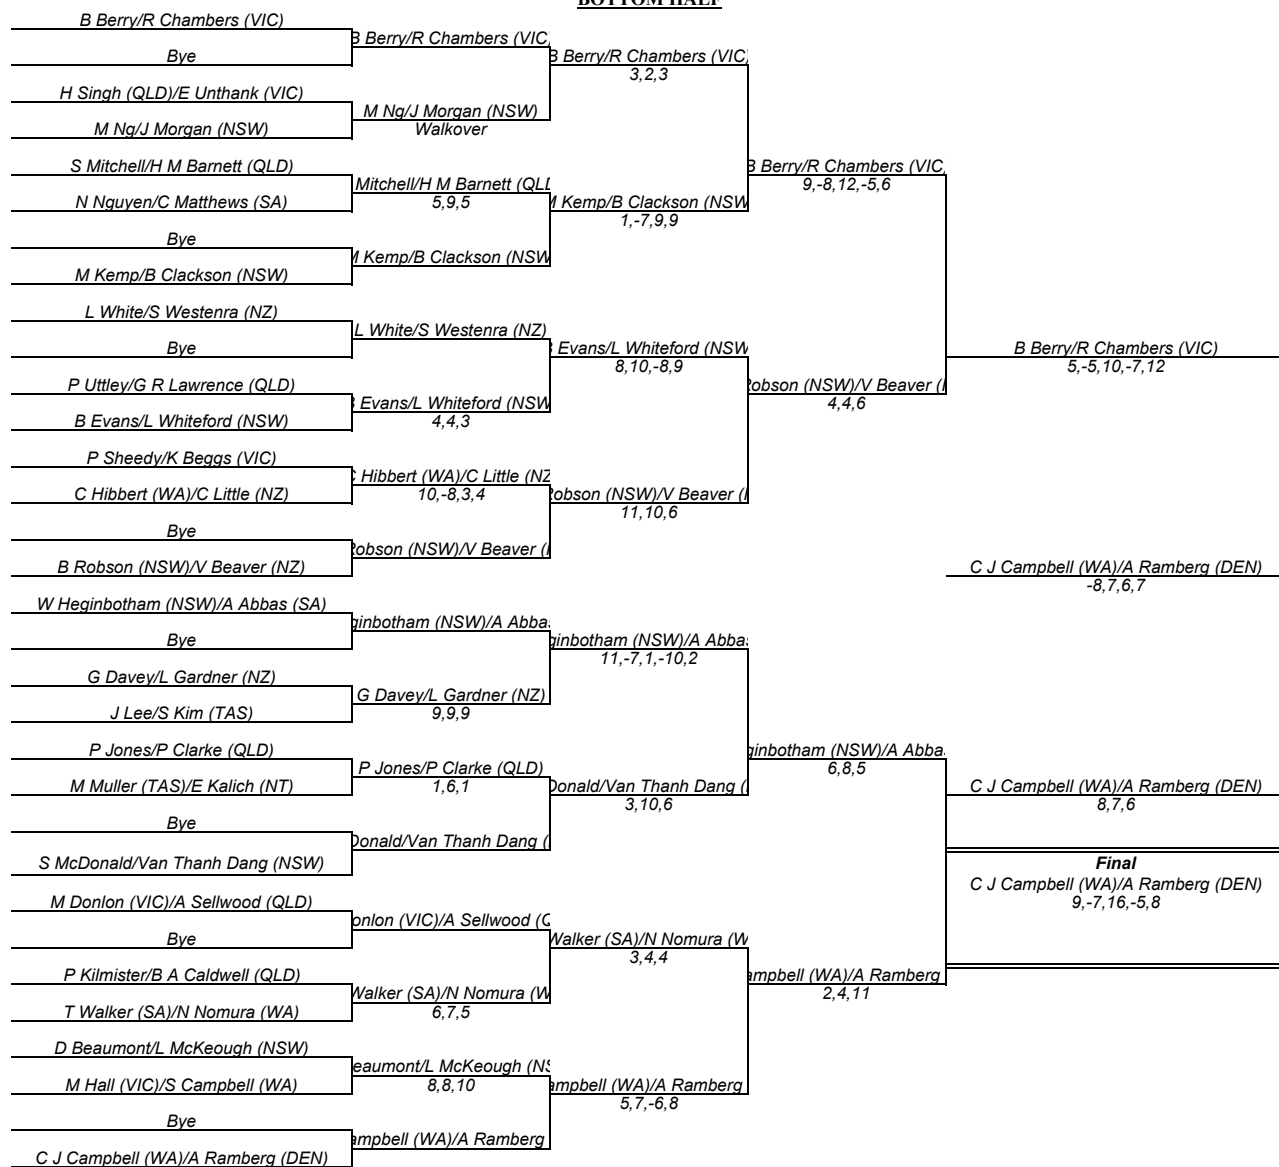 BOTTOM HALF
B Berry/R Chambers (VIC)
B Berry/R Chambers (VIC)
Bye
B Berry/R Chambers (VIC)
3,2,3
H Singh (QLD)/E Unthank (VIC)
M Ng/J Morgan (NSW)
M Ng/J Morgan (NSW)
Walkover
S Mitchell/H M Barnett (QLD)
B Berry/R Chambers (VIC)
9,-8,12,-5,6
Mitchell/H M Barnett (QLD
N Nguyen/C Matthews (SA)
5,9,5
M Kemp/B Clackson (NSW
1,-7,9,9
Bye
M Kemp/B Clackson (NSW
M Kemp/B Clackson (NSW)
L White/S Westenra (NZ)
L White/S Westenra (NZ)
Bye
Evans/L Whiteford (NSW
8,10,-8,9
B Berry/R Chambers (VIC)
5,-5,10,-7,12
P Uttley/G R Lawrence (QLD)
Robson (NSW)/V Beaver (
4,4,6
B Evans/L Whiteford (NSW
B Evans/L Whiteford (NSW)
4,4,3
P Sheedy/K Beggs (VIC)
C Hibbert (WA)/C Little (NZ
C Hibbert (WA)/C Little (NZ)
10,-8,3,4
Robson (NSW)/V Beaver (
11,10,6
Bye
Robson (NSW)/V Beaver (
B Robson (NSW)/V Beaver (NZ)
C J Campbell (WA)/A Ramberg (DEN)
-8,7,6,7
W Heginbotham (NSW)/A Abbas (SA)
ginbotham (NSW)/A Abbas
Bye
ginbotham (NSW)/A Abbas
11,-7,1,-10,2
G Davey/L Gardner (NZ)
G Davey/L Gardner (NZ)
J Lee/S Kim (TAS)
9,9,9
P Jones/P Clarke (QLD)
ginbotham (NSW)/A Abba
6,8,5
P Jones/P Clarke (QLD)
M Muller (TAS)/E Kalich (NT)
1,6,1
Donald/Van Thanh Dang (
3,10,6
C J Campbell (WA)/A Ramberg (DEN)
8,7,6
Bye
Donald/Van Thanh Dang (
S McDonald/Van Thanh Dang (NSW)
Final
C J Campbell (WA)/A Ramberg (DEN)
9,-7,16,-5,8
M Donlon (VIC)/A Sellwood (QLD)
onlon (VIC)/A Sellwood (Q
Bye
Walker (SA)/N Nomura (W
3,4,4
P Kilmister/B A Caldwell (QLD)
ampbell (WA)/A Ramberg
2,4,11
Walker (SA)/N Nomura (W
T Walker (SA)/N Nomura (WA)
6,7,5
D Beaumont/L McKeough (NSW)
eaumont/L McKeough (NS
M Hall (VIC)/S Campbell (WA)
8,8,10
ampbell (WA)/A Ramberg
5,7,-6,8
Bye
ampbell (WA)/A Ramberg
C J Campbell (WA)/A Ramberg (DEN)